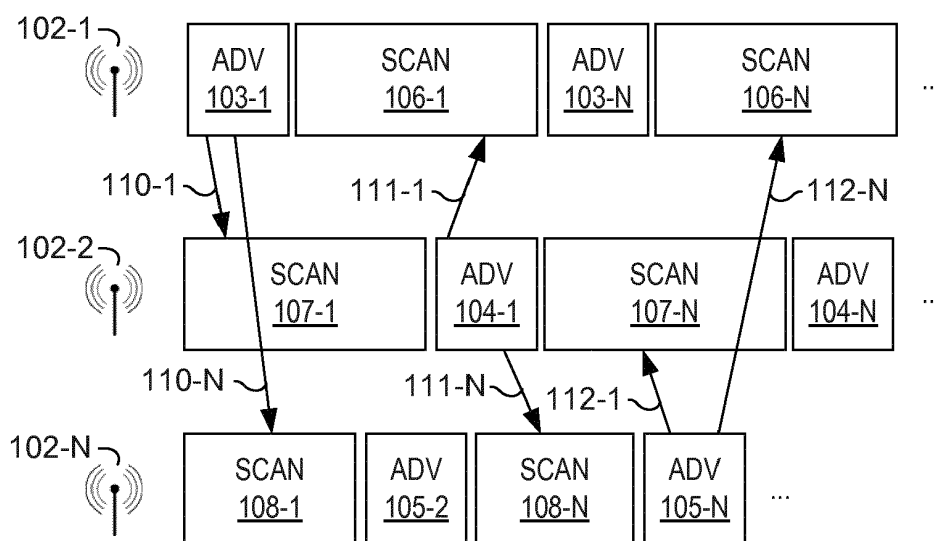 102-1
ADV SCAN ADV SCAN
103-1 106-1 103-N 106-N ..
110-1 111-1 112-N
102-2
SCAN ADV SCAN ADV
107-1 104-1 107-N 104-N ..
110-N 111-N 112-1
102-N
SCAN ADV SCAN ADV
108-1 105-2 108-N 105-N ...